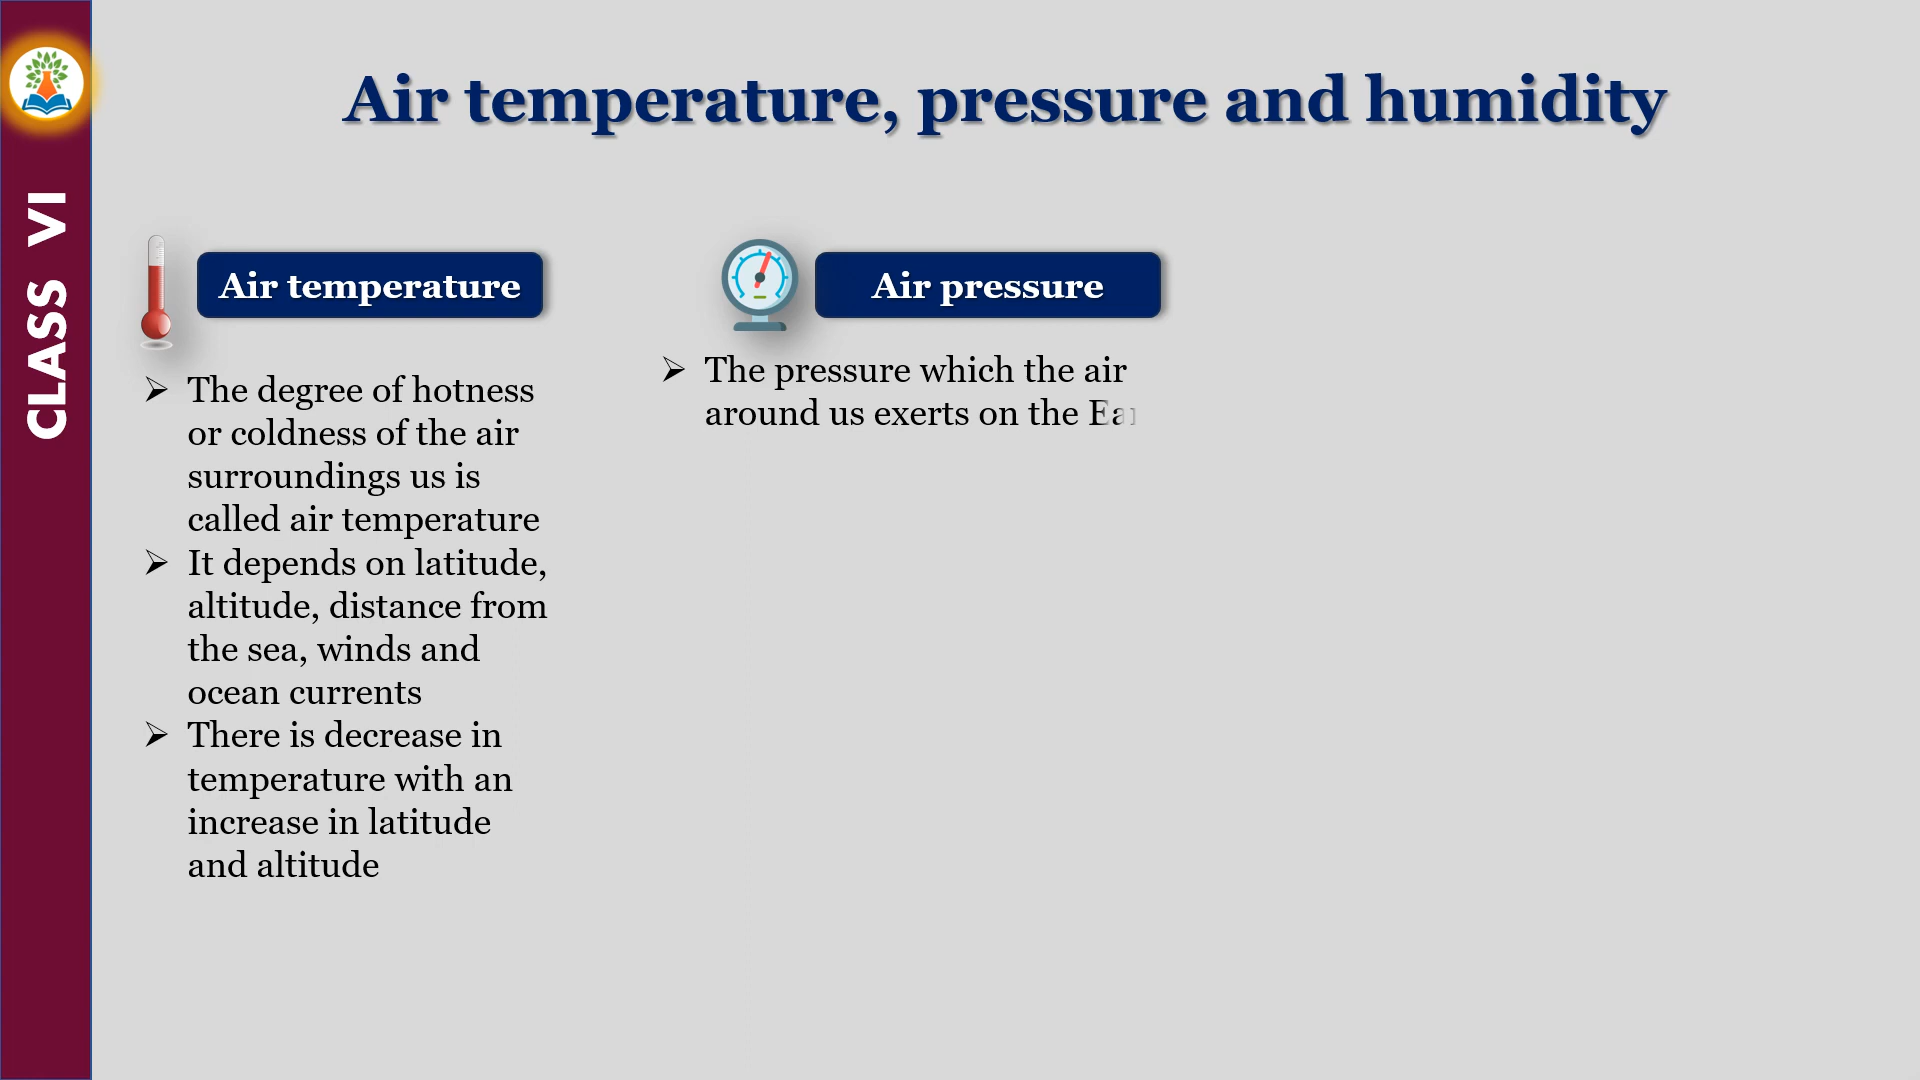 CLASS VI
Air temperature, pressure and humidity
Air temperature
➢ The degree of hotness
or coldness of the air
surroundings us is
called air temperature
➢ It depends on latitude,
altitude, distance from
the sea, winds and
ocean currents
➢ There is decrease in
temperature with an
increase in latitude
and altitude
Air pressure
➢ The pressure which the air
around us exerts on the